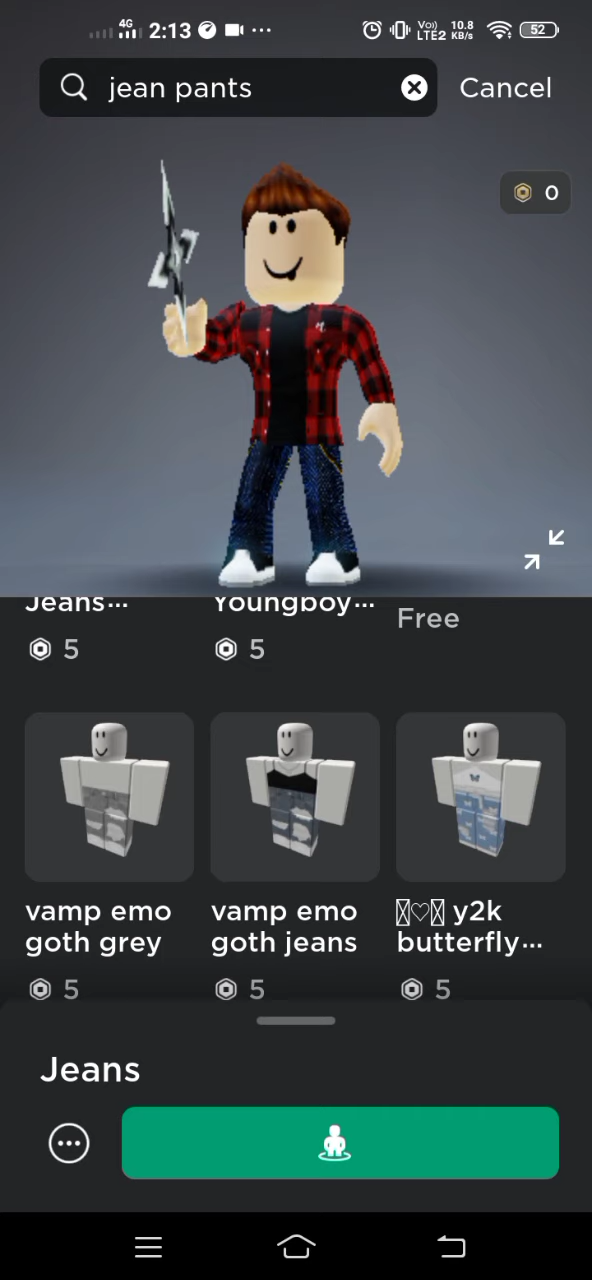 4G
2:13
Vo))
LTE2
10.8
KB/s
52
jean pants
Cancel
0
Jeans...
Youngboy...
Free
5
5
vamp emo
goth grey
vamp emo
goth jeans
♡ y2k
butterfly...
5
5
5
Jeans